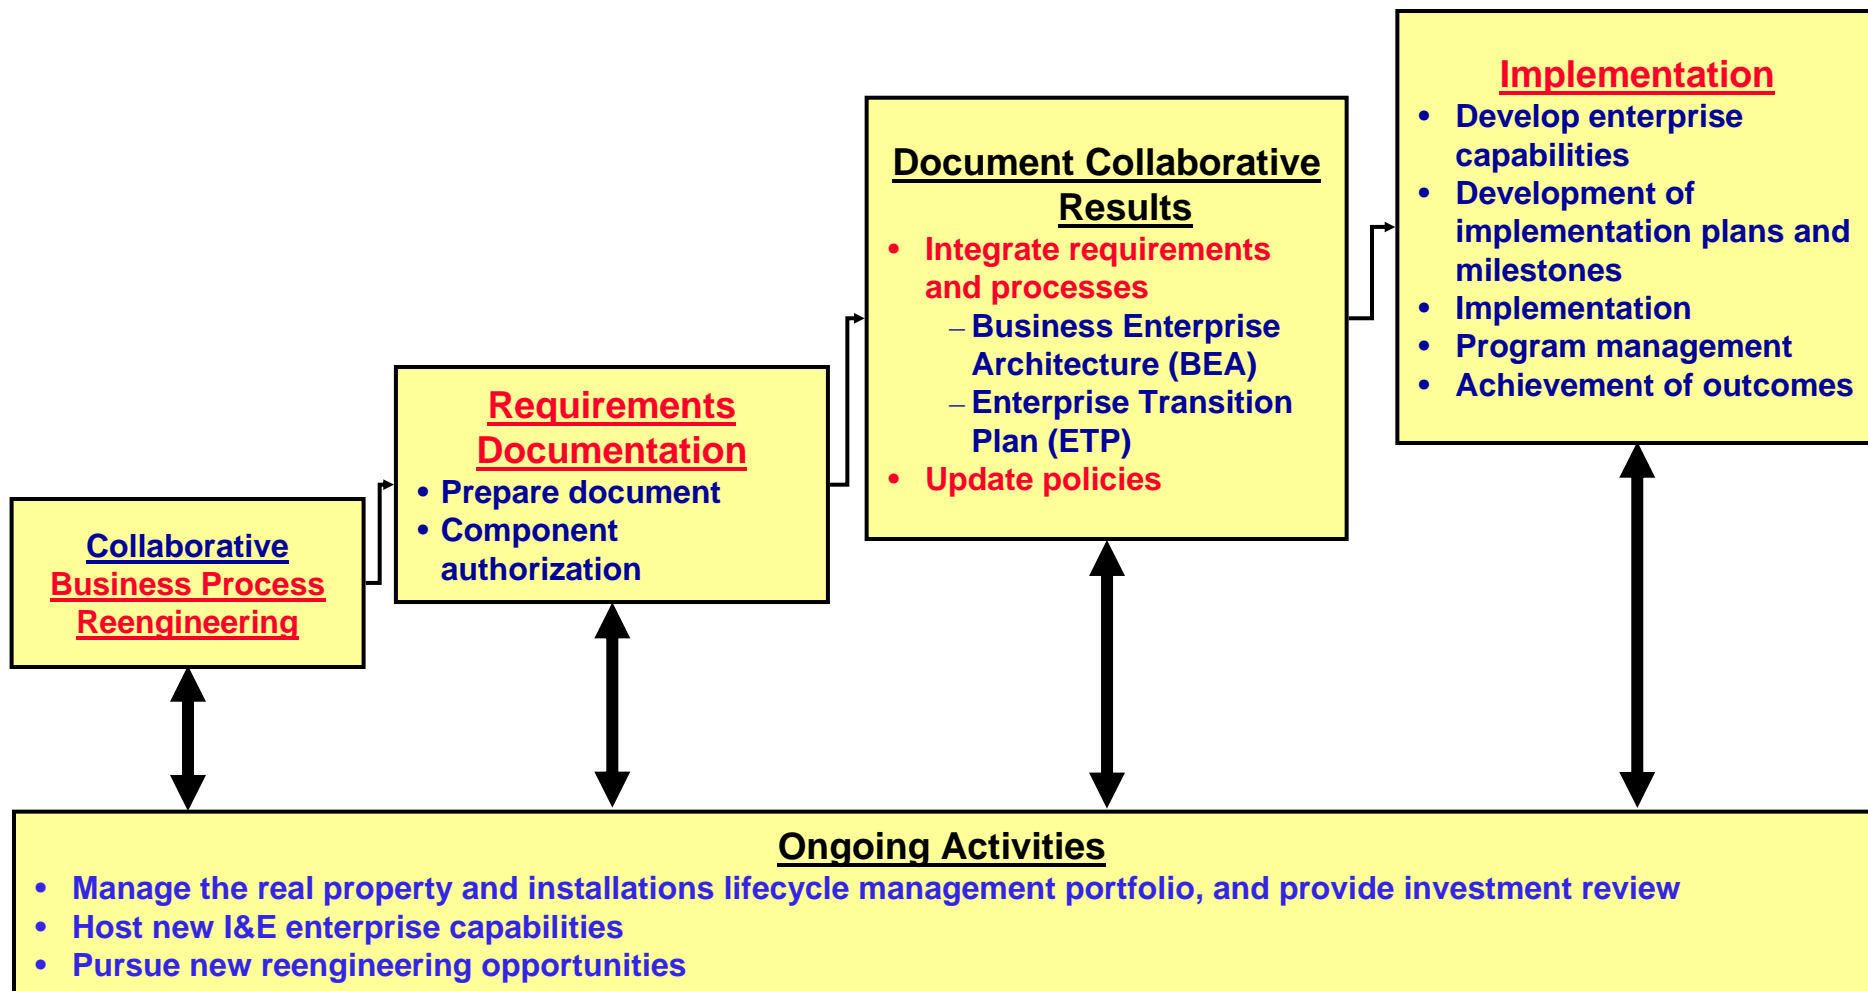 Collaborative
Business Process
Reengineering
Requirements
Documentation
• Prepare document
• Component
authorization
Document Collaborative
Results
• Integrate requirements
and processes
– Business Enterprise
Architecture (BEA)
– Enterprise Transition
Plan (ETP)
• Update policies
Implementation
• Develop enterprise
capabilities
• Development of
implementation plans and
milestones
• Implementation
• Program management
• Achievement of outcomes
Ongoing Activities
• Manage the real property and installations lifecycle management portfolio, and provide investment review
• Host new I&E enterprise capabilities
• Pursue new reengineering opportunities